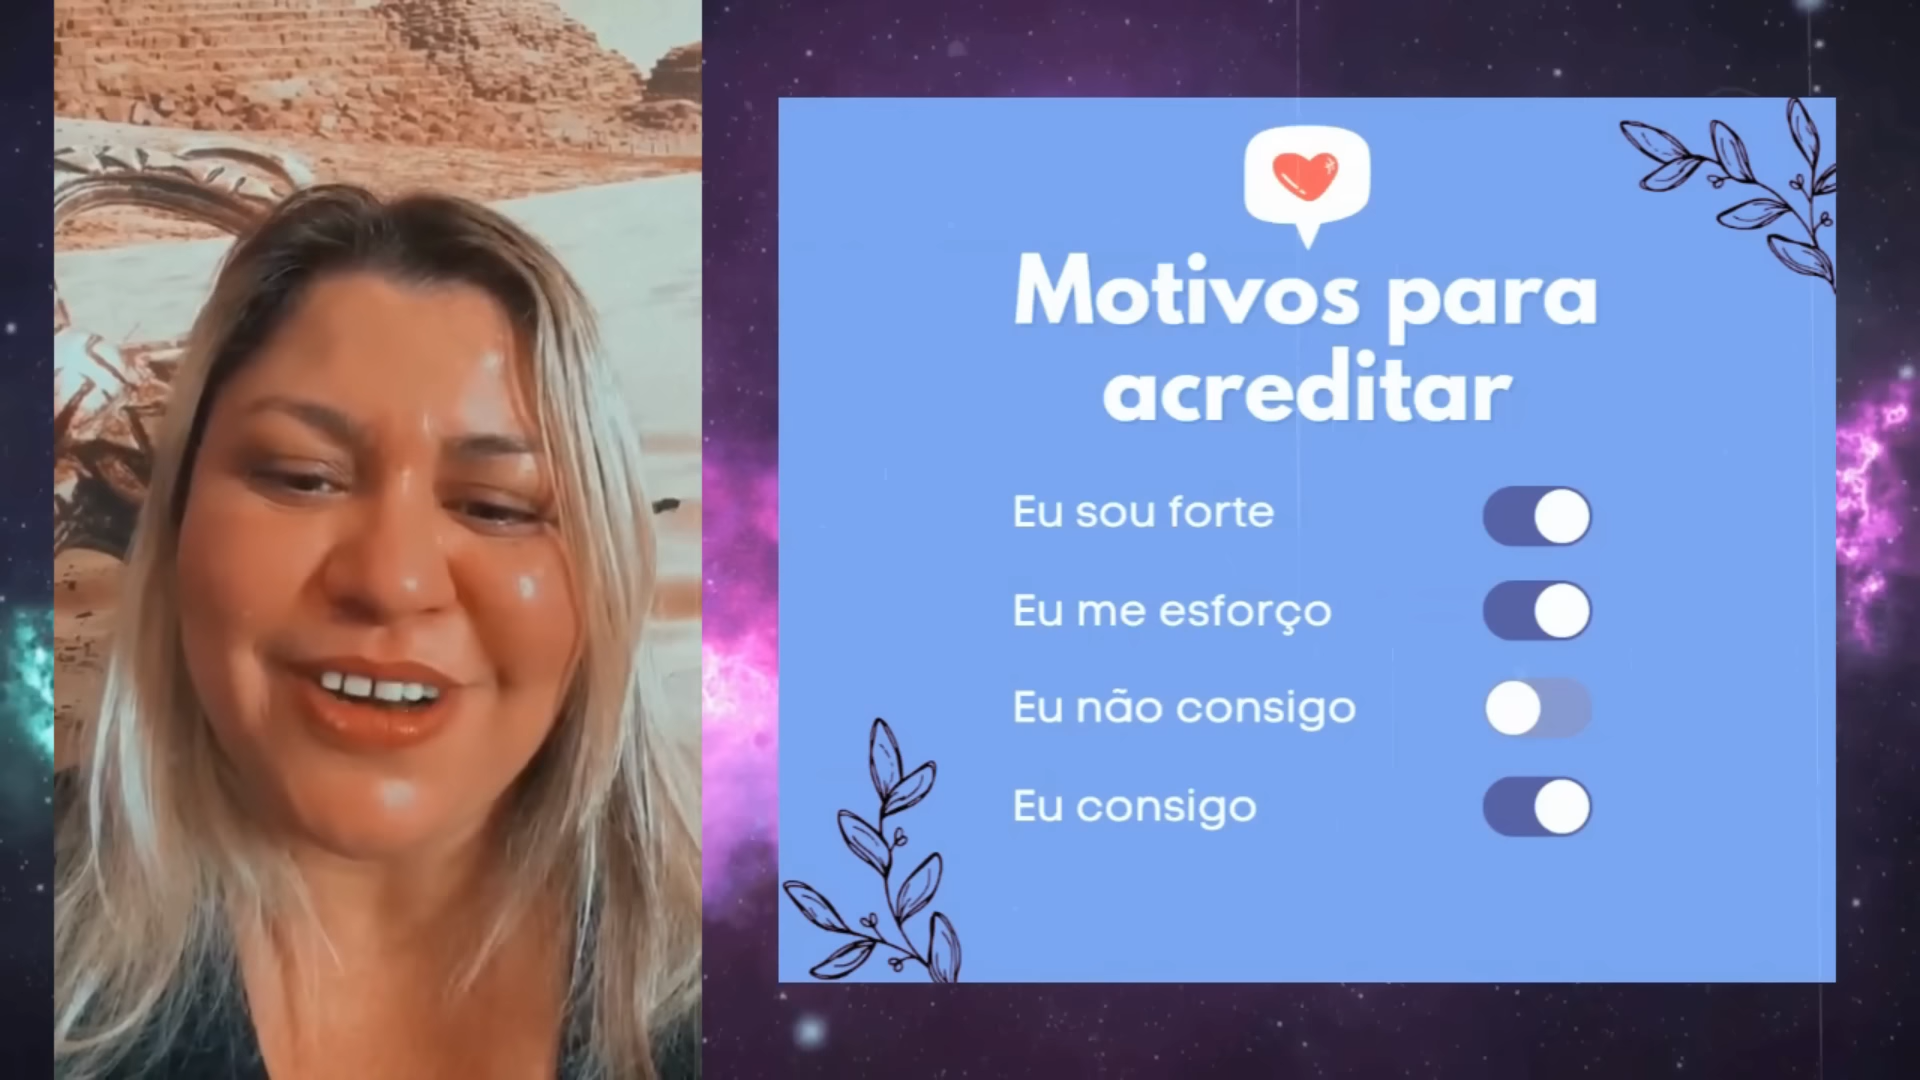 Motivos para
acreditar
Eu sou forte
Eu me esforço
Eu não consigo
Eu consigo